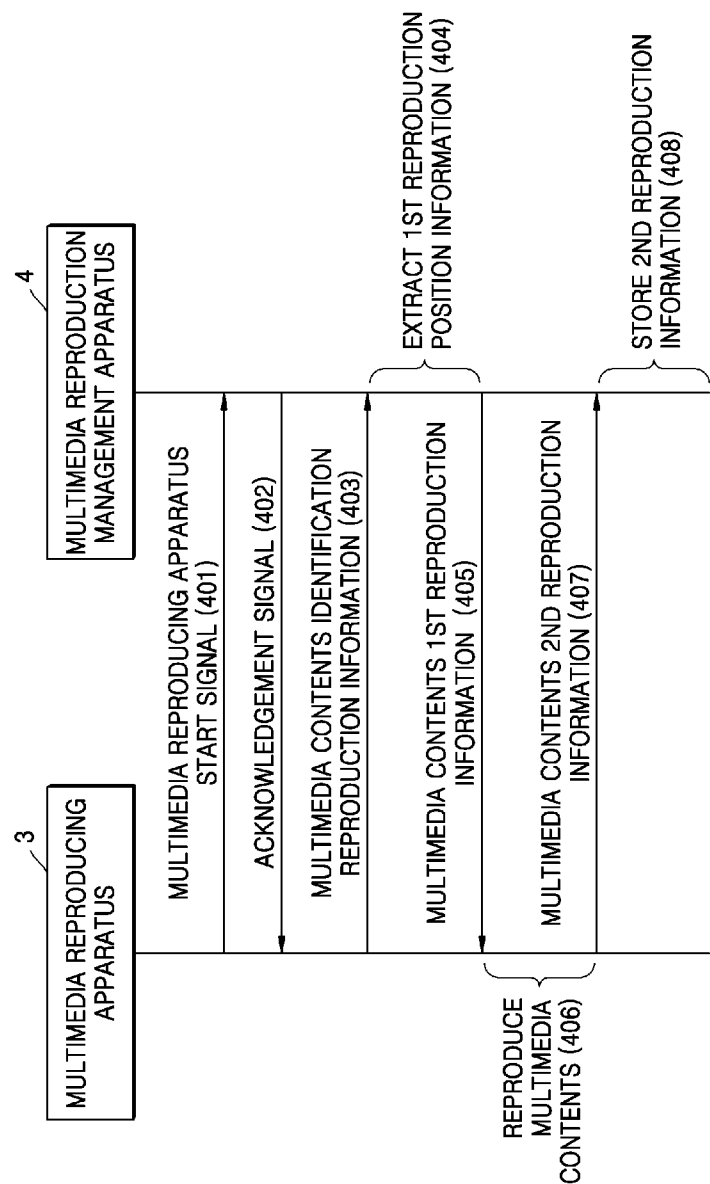 3
MULTIMEDIA REPRODUCING
APPARATUS
4
MULTIMEDIA REPRODUCTION
MANAGEMENT APPARATUS
MULTIMEDIA REPRODUCING APPARATUS
START SIGNAL (401)
ACKNOWLEDGEMENT SIGNAL (402)
MULTIMEDIA CONTENTS IDENTIFICATION
REPRODUCTION INFORMATION (403)
EXTRACT 1ST REPRODUCTION
POSITION INFORMATION (404)
MULTIMEDIA CONTENTS 1ST REPRODUCTION
INFORMATION (405)
REPRODUCE
MULTIMEDIA
CONTENTS (406)
MULTIMEDIA CONTENTS 2ND REPRODUCTION
INFORMATION (407)
STORE 2ND REPRODUCTION
INFORMATION (408)